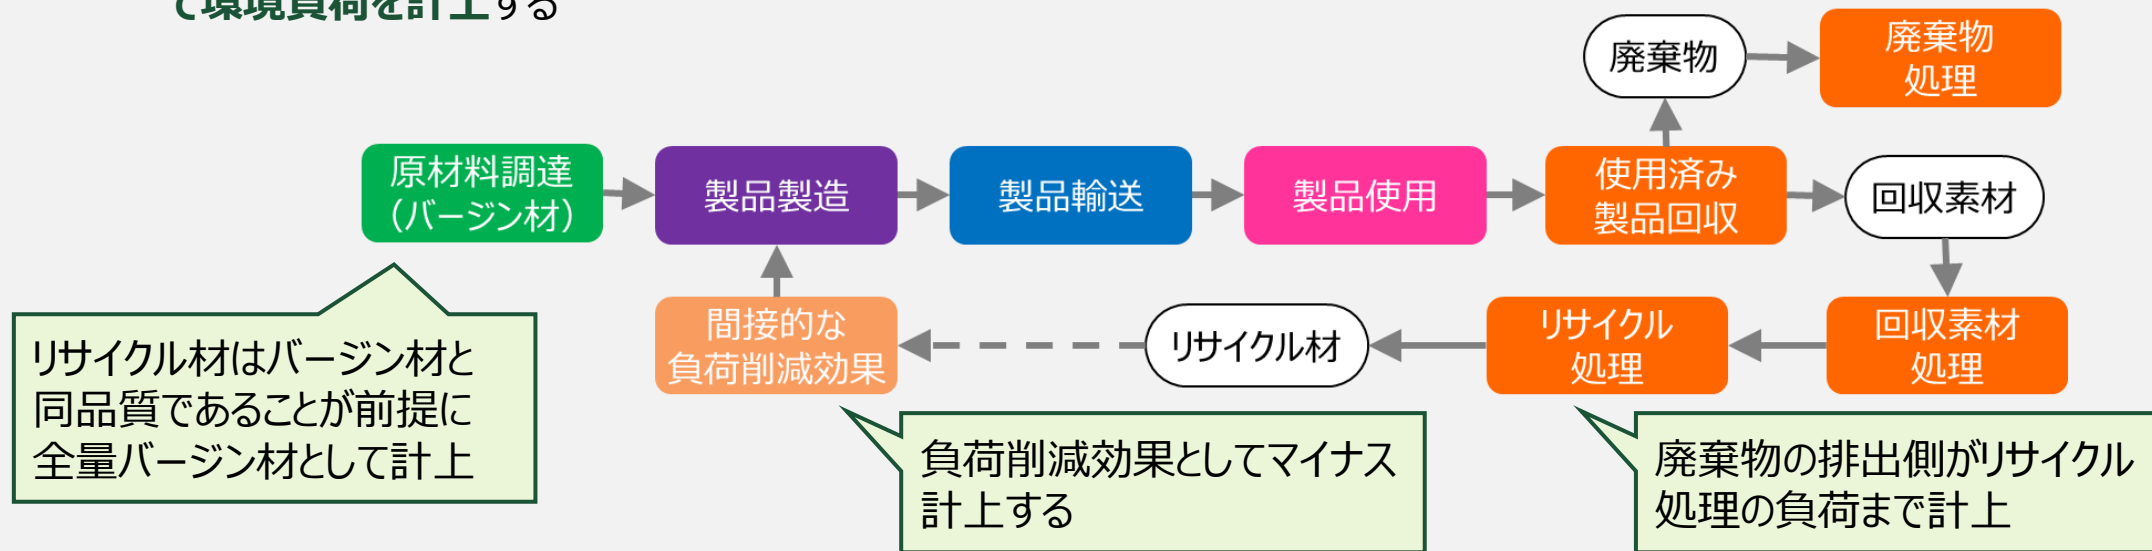 て環境負荷を計上する
廃棄物
廃棄物
処理
原材料調達
（バージン材）
製品製造
製品輸送
製品使用
使用済み
製品回収
回収素材
間接的な
負荷削減効果
リサイクル材
リサイクル
処理
回収素材
処理
リサイクル材はバージン材と
同品質であることが前提に
全量バージン材として計上
負荷削減効果としてマイナス
計上する
廃棄物の排出側がリサイクル
処理の負荷まで計上